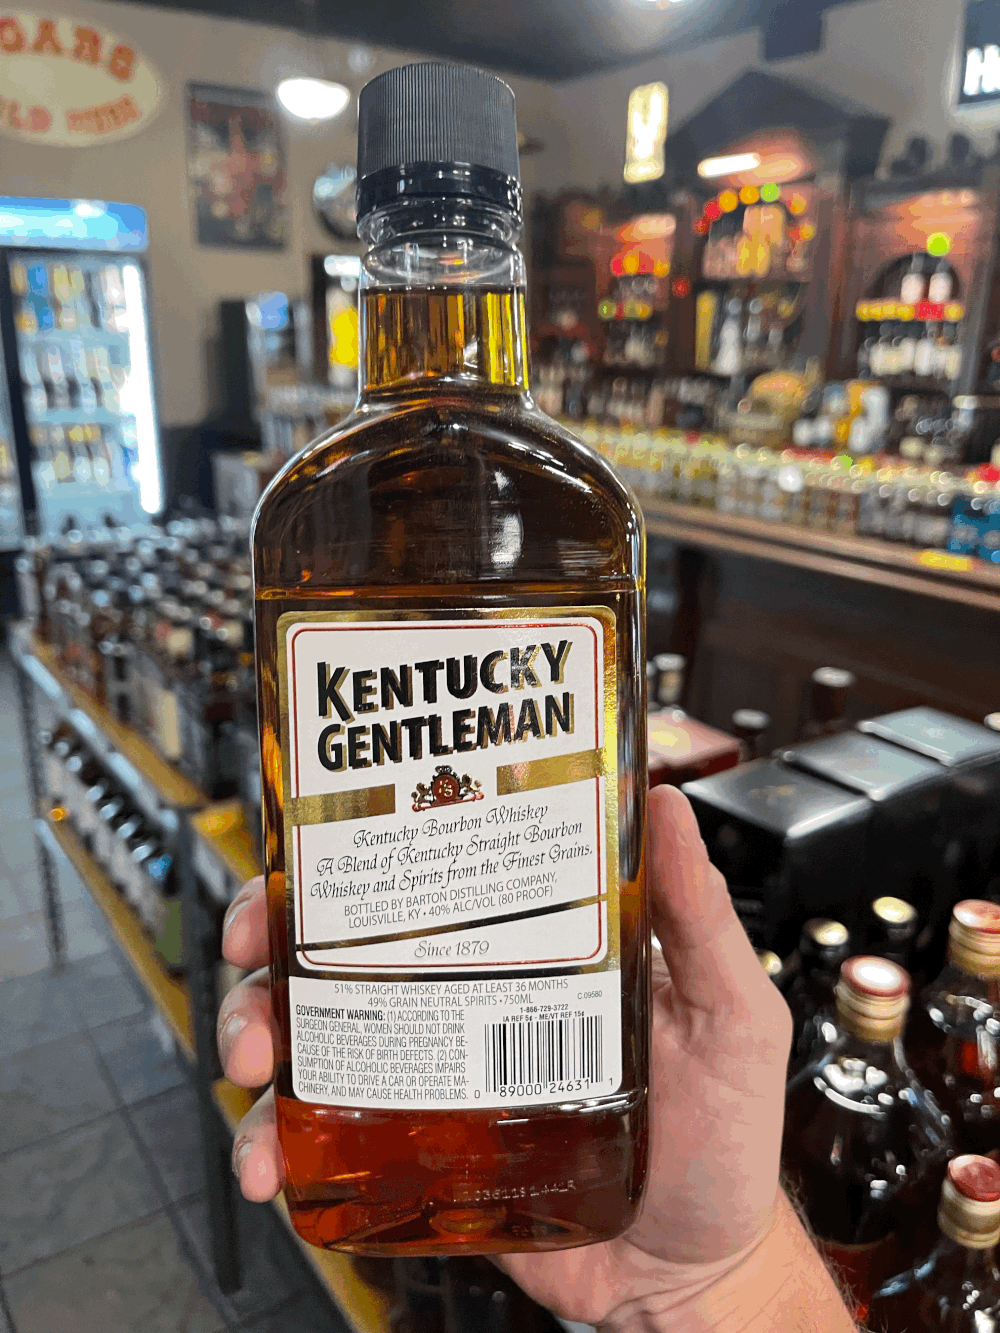 KENTUCKY
GENTLEMAN
Kentucky Bourbon Whiskey
A Blend of Kentucky Straight Bourbon
Whiskey and Spirits from the Finest Grains.
BOTTLED BY BARTON DISTILLING COMPANY,
LOUISVILLE, KY • 40% ALC/VOL (80 PROOF)
Since 1879
51% STRAIGHT WHISKEY AGED AT LEAST 36 MONTHS
49% GRAIN NEUTRAL SPIRITS • 750ML
C.09580
GOVERNMENT WARNING: (1) ACCORDING TO THE
SURGEON GENERAL, WOMEN SHOULD NOT DRINK
ALCOHOLIC BEVERAGES DURING PREGNANCY BE-
CAUSE OF THE RISK OF BIRTH DEFECTS. (2) CON-
SUMPTION OF ALCOHOLIC BEVERAGES IMPAIRS
YOUR ABILITY TO DRIVE A CAR OR OPERATE MA-
CHINERY, AND MAY CAUSE HEALTH PROBLEMS.
1-866-729-3722
IA REF 5¢ - ME/VT REF 15¢
0 89000 24631 1